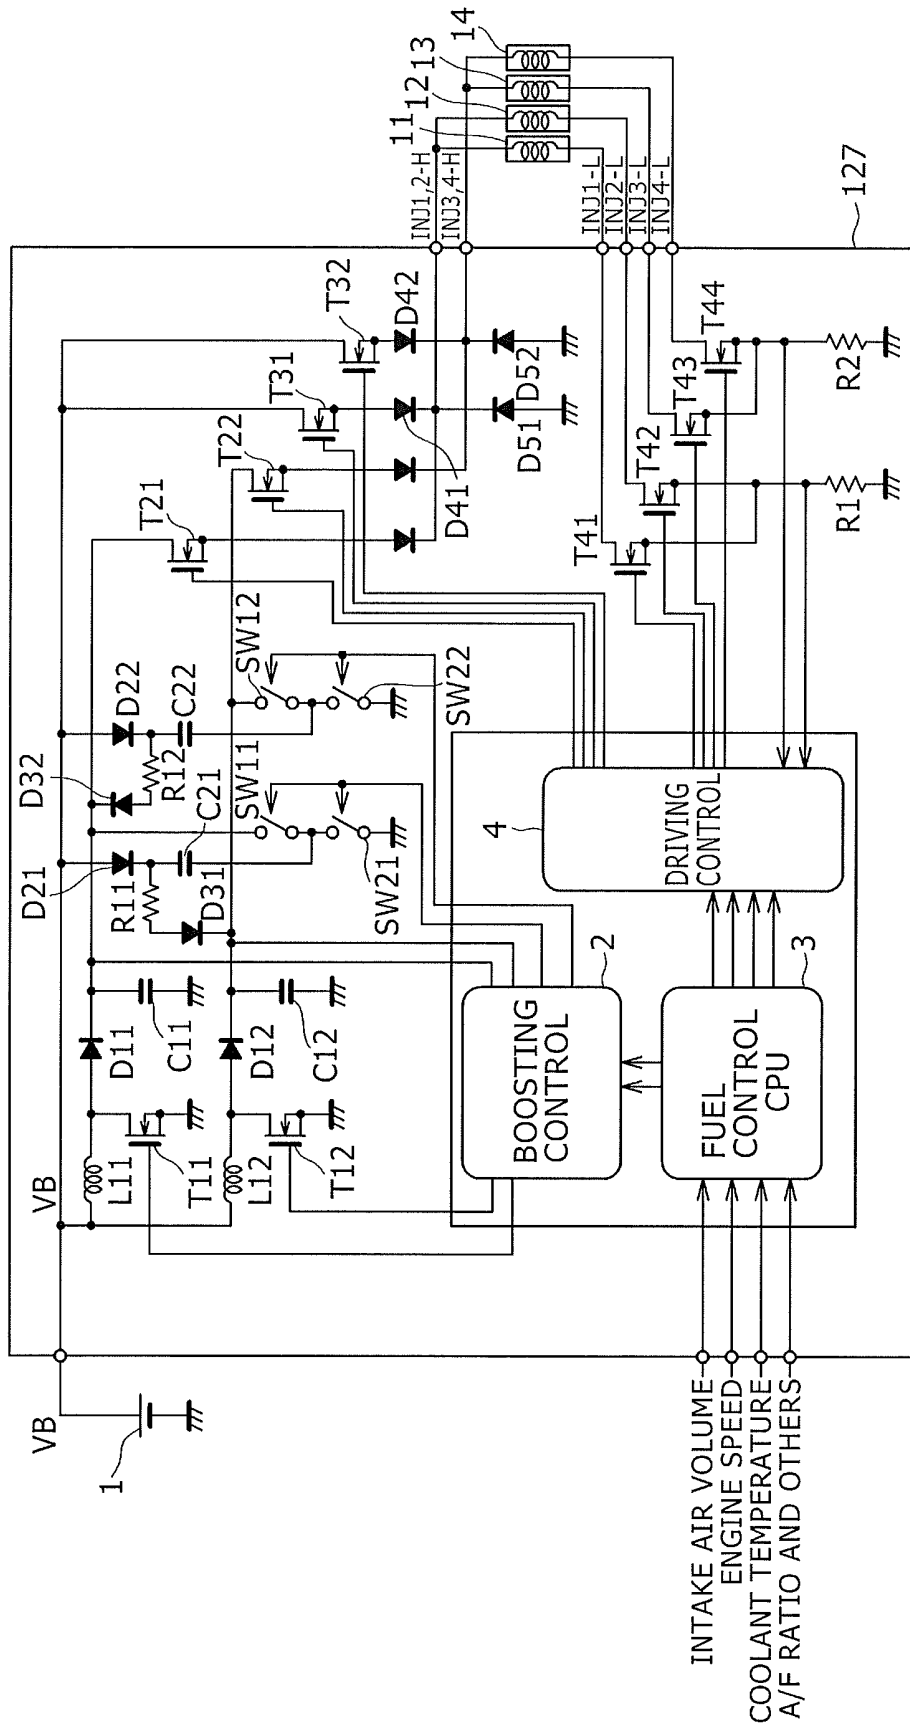 VB
1
VB
L11
T11
D11
C11
L12
T12
D12
C12
D21
R11
C21
D31
D32
D22
R12
C22
SW11
SW21
SW12
SW22
T21
T22
T31
T32
D41
D42
D51
D52
INJ1,2-H
INJ3,4-H
11
12
13
14
INJ1-L
INJ2-L
INJ3-L
INJ4-L
T41
T42
T43
T44
R1
R2
127
BOOSTING
CONTROL
2
FUEL
CONTROL
CPU
3
DRIVING
CONTROL
4
INTAKE AIR VOLUME
ENGINE SPEED
COOLANT TEMPERATURE
A/F RATIO AND OTHERS